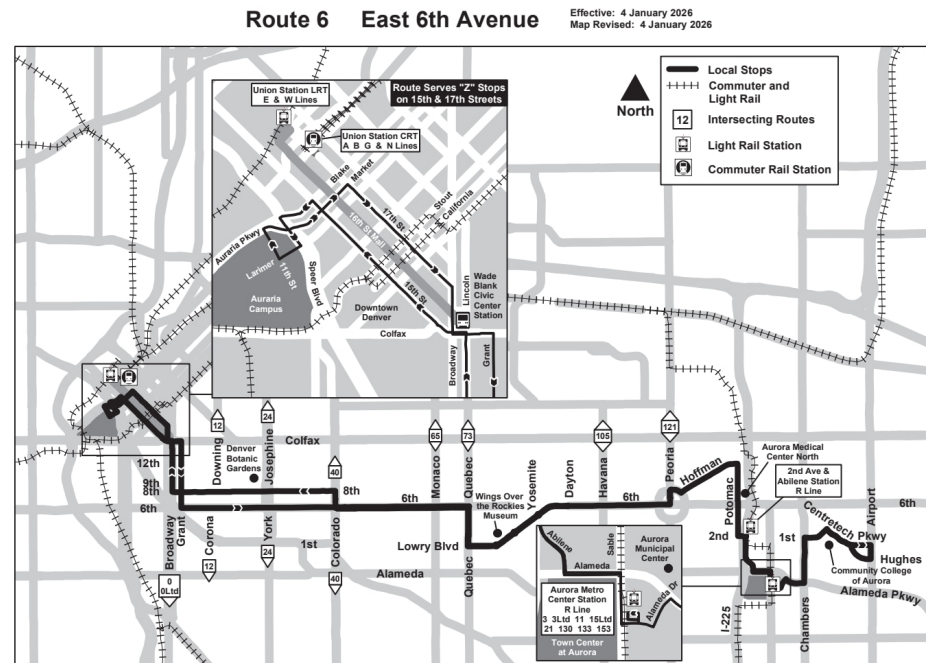 Route 6 East 6th Avenue
Effective: 4 January 2026
Map Revised: 4 January 2026
Union Station LRT
E & W Lines
Route Serves "Z" Stops
on 15th & 17th Streets
Union Station CRT
A B G & N Lines
North
Local Stops
Commuter and
Light Rail
12
Intersecting Routes
Light Rail Station
Commuter Rail Station
Blake
Market
Stout
California
17th St
16th St Mall
15th St
Auraria Pkwy
Larimer
11th St
Speer Blvd
Auraria
Campus
Downtown
Denver
Colfax
Lincoln
Wade
Blank
Civic
Center
Station
Broadway
Grant
12
24
65
73
105
121
Downing
Josephine
Colfax
Monaco
Quebec
Havana
Peoria
Denver
Botanic
Gardens
40
12th
9th
8th
6th
8th
6th
Wings Over
the Rockies
Museum
Yosemite
Dayton
6th
Hoffman
Potomac
Aurora Medical
Center North
2nd Ave &
Abilene Station
R Line
Airport
6th
Broadway
Grant
Corona
York
1st
Colorado
Lowry Blvd
Quebec
Alameda
12
24
40
0
0Ltd
2nd
1st
Centretech Pkwy
Hughes
Community College
of Aurora
Alameda Pkwy
I-225
Chambers
Abilene
Sable
Alameda
Aurora
Municipal
Center
Alameda Dr
Aurora Metro
Center Station
R Line
3 3Ltd 11 15Ltd
21 130 133 153
Town Center
at Aurora